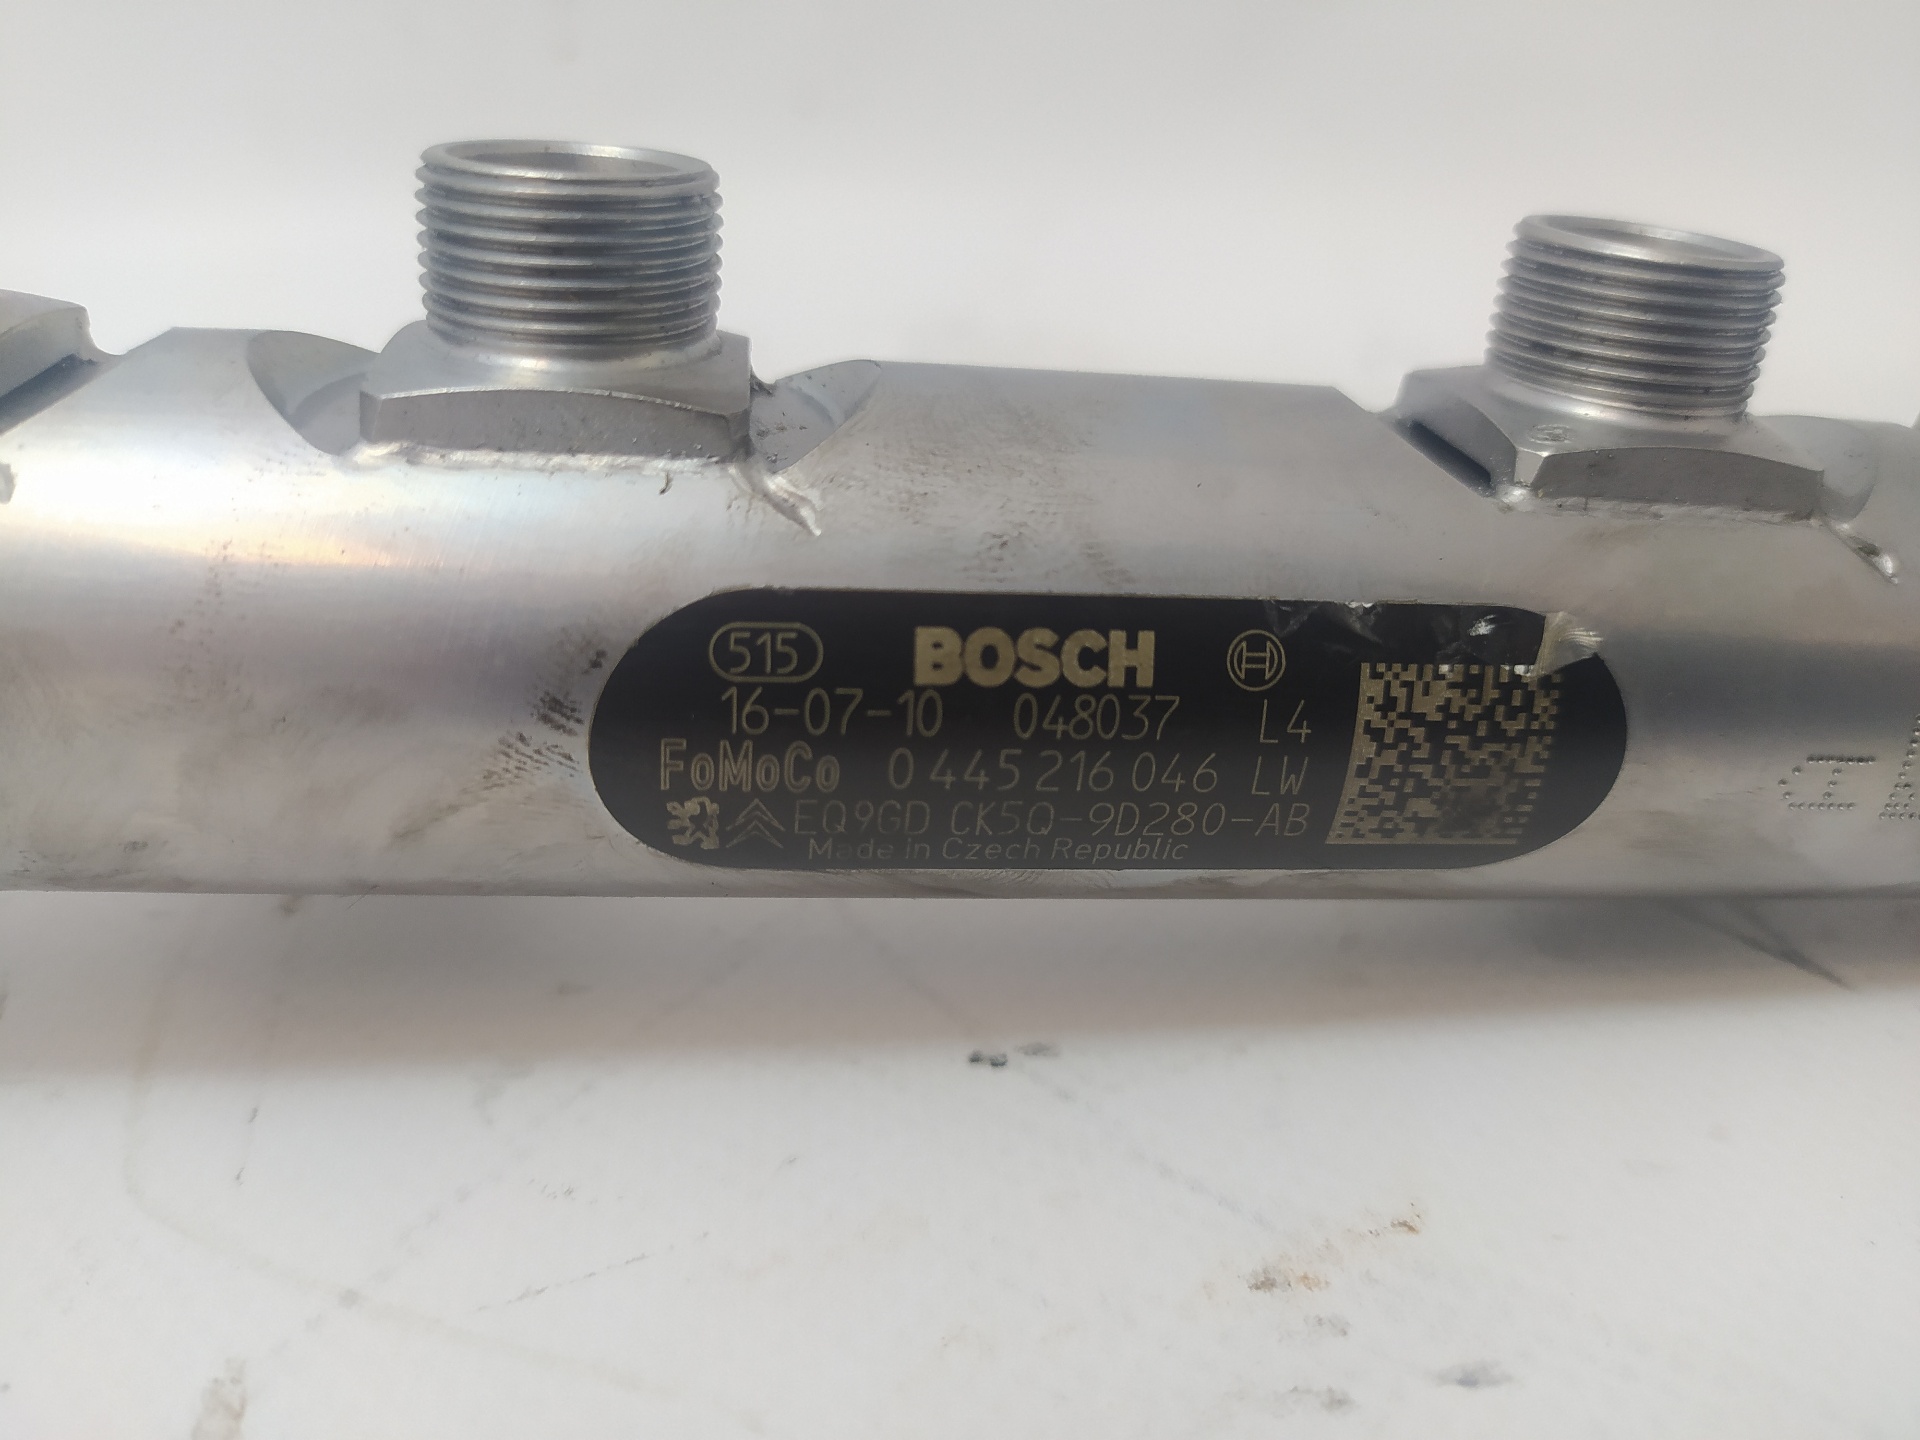 515 BOSCH
16-07-10 048037 L4
FoMoCo 0 445 216 046 LW
EQ9GD CK5Q-9D280-AB
Made in Czech Republic